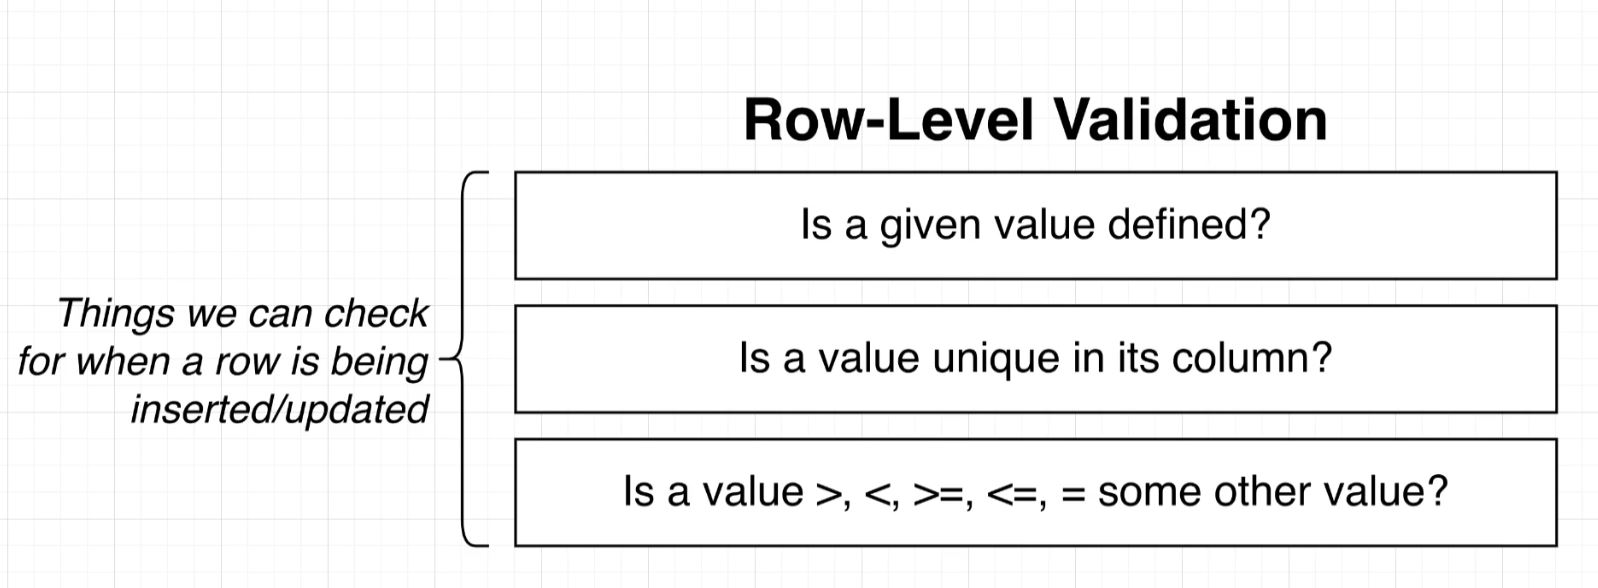 Row-Level Validation
Is a given value defined?
Things we can check
for when a row is being
inserted/updated
Is a value unique in its column?
Is a value >, <, >=, <=, = some other value?